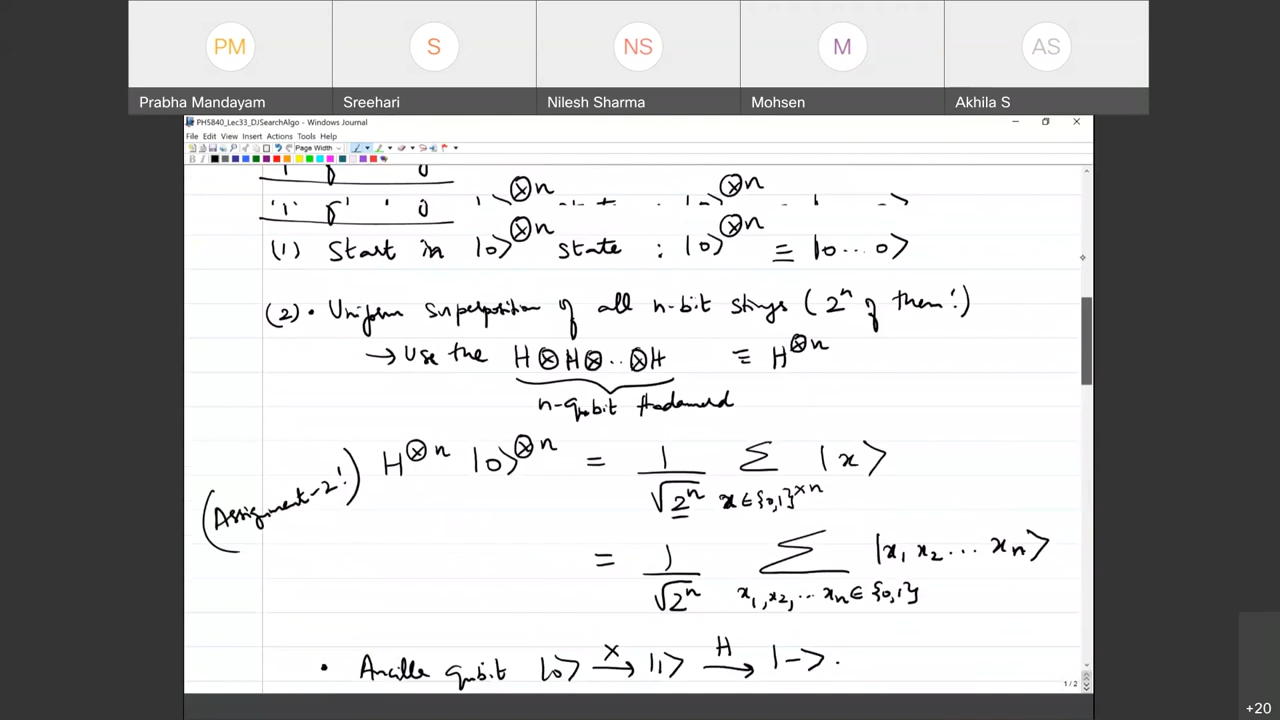 PM
S
NS
M
AS
Prabha Mandayam
Sreehari
Nilesh Sharma
Mohsen
Akhila S
PH5840_Lec33_DJSearchAlgo - Windows Journal
File Edit View Insert Actions Tools Help
Page Width
B I
(1) Start in |0>^⊗n state : |0>^⊗n ≡ |0...0>
(2) • Uniform superposition of all n-bit strings (2^n of them!)
→ Use the H⊗H⊗..⊗H ≡ H^⊗n
n-qubit Hadamard
(Assignment-2!) H^⊗n |0>^⊗n = 1/√2^n Σ_{x∈{0,1}^×n} |x>
= 1/√2^n Σ_{x1,x2,... xn∈{0,1}} |x1 x2 ... xn>
• Ancilla qubit |0> —X→ |1> —H→ |->.
1 / 2
+20